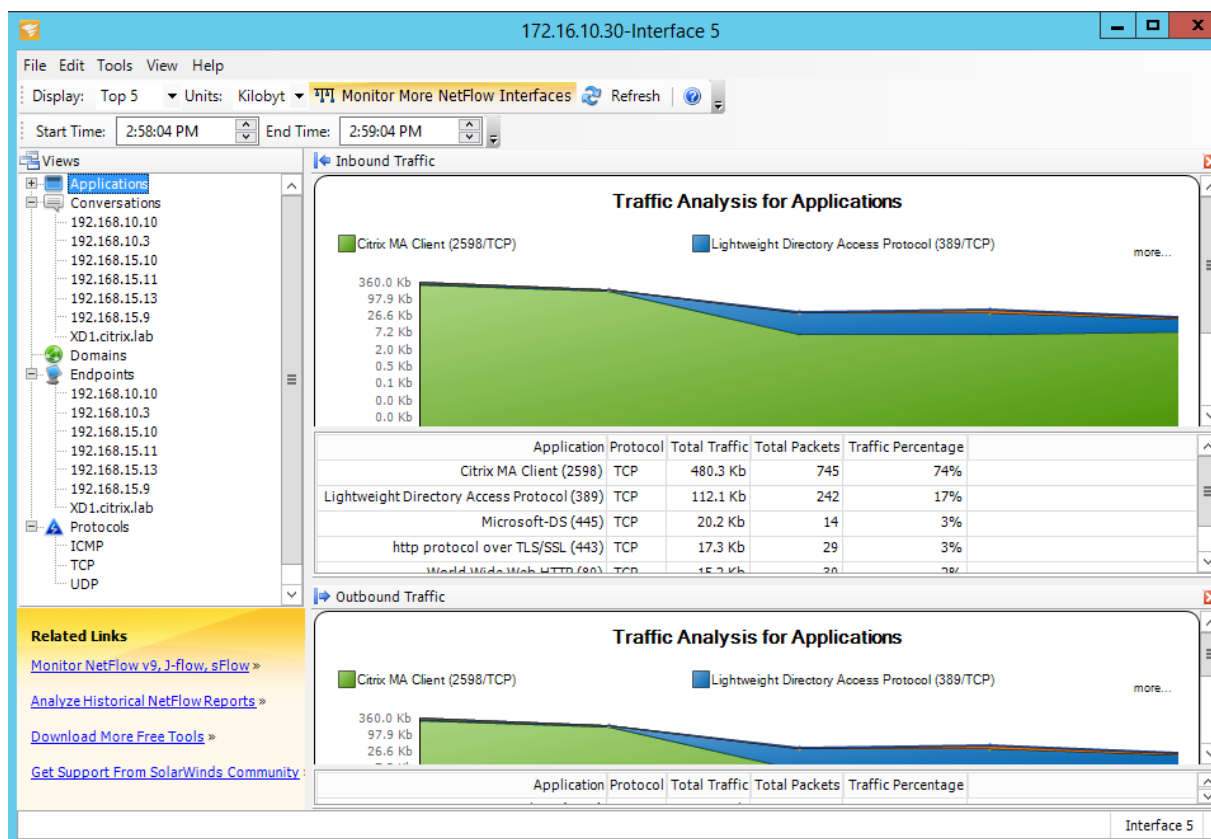 172.16.10.30-Interface 5
File Edit Tools View Help
Display: Top 5 Units: Kilobyt Monitor More NetFlow Interfaces Refresh
Start Time: 2:58:04 PM End Time: 2:59:04 PM
Views
Applications
Conversations
192.168.10.10
192.168.10.3
192.168.15.10
192.168.15.11
192.168.15.13
192.168.15.9
XD1.citrix.lab
Domains
Endpoints
192.168.10.10
192.168.10.3
192.168.15.10
192.168.15.11
192.168.15.13
192.168.15.9
XD1.citrix.lab
Protocols
ICMP
TCP
UDP
Related Links
Monitor NetFlow v9, J-flow, sFlow »
Analyze Historical NetFlow Reports »
Download More Free Tools »
Get Support From SolarWinds Community
Inbound Traffic
Traffic Analysis for Applications
Citrix MA Client (2598/TCP) Lightweight Directory Access Protocol (389/TCP) more...
360.0 Kb
97.9 Kb
26.6 Kb
7.2 Kb
2.0 Kb
0.5 Kb
0.1 Kb
0.0 Kb
0.0 Kb
Application Protocol Total Traffic Total Packets Traffic Percentage
Citrix MA Client (2598) TCP 480.3 Kb 745 74%
Lightweight Directory Access Protocol (389) TCP 112.1 Kb 242 17%
Microsoft-DS (445) TCP 20.2 Kb 14 3%
http protocol over TLS/SSL (443) TCP 17.3 Kb 29 3%
World Wide Web HTTP (80) TCP 15.2 Kb 30 2%
Outbound Traffic
Traffic Analysis for Applications
Citrix MA Client (2598/TCP) Lightweight Directory Access Protocol (389/TCP) more...
360.0 Kb
97.9 Kb
26.6 Kb
Application Protocol Total Traffic Total Packets Traffic Percentage
Interface 5